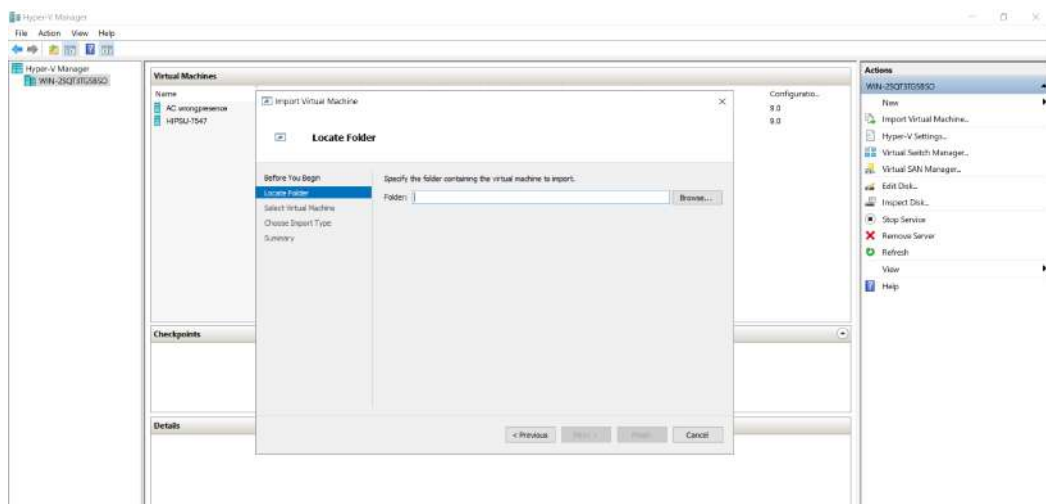 Hyper-V Manager
File Action View Help
Hyper-V Manager
Virtual Machines
Name
Configuratio...
AC wrongpresence
9.0
HIPSU-7647
9.0
Import Virtual Machine
Locate Folder
Before You Begin
Locate Folder
Select Virtual Machine
Choose Import Type
Summary
Specify the folder containing the virtual machine to import.
Folder:
Browse...
< Previous
Next >
Finish
Cancel
Checkpoints
Details
Actions
New
Import Virtual Machine...
Hyper-V Settings...
Virtual Switch Manager...
Virtual SAN Manager...
Edit Disk...
Inspect Disk...
Stop Service
Remove Server
Refresh
View
Help